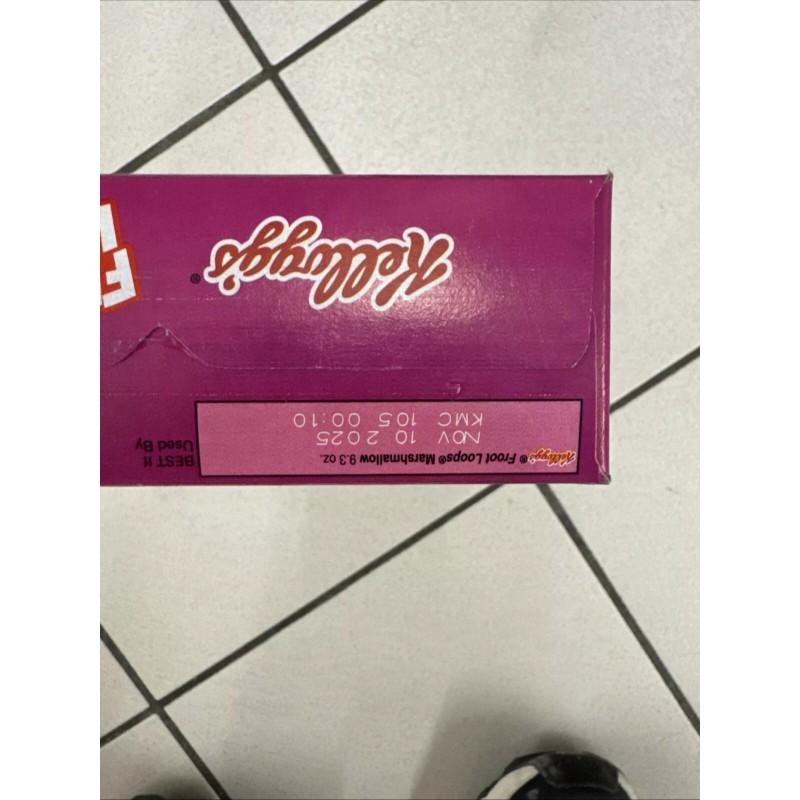 Kellogg's®
Kellogg's® Froot Loops® Marshmallow 9.3 oz.
NOV 10 2025
KMC 105 00:10
BEST If
Used By